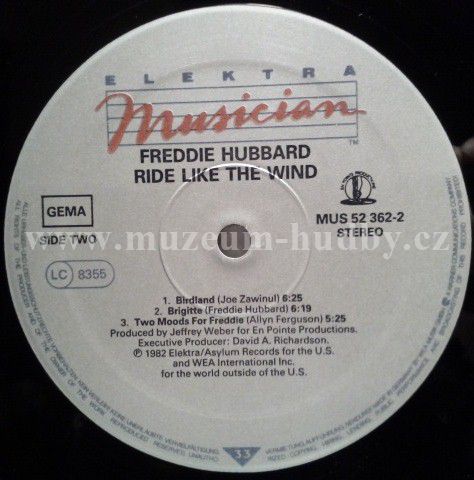 ELEKTRA
Musician
TM
FREDDIE HUBBARD
RIDE LIKE THE WIND
GEMA
SIDE TWO
LC 8355
MUS 52 362-2
STEREO
www.muzeum-hudby.cz
1. Birdland (Joe Zawinul) 6:25
2. Brigitte (Freddie Hubbard) 6:19
3. Two Moods For Freddie (Allyn Ferguson) 5:25
Produced by Jeffrey Weber for En Pointe Productions.
Executive Producer: David A. Richardson.
℗ 1982 Elektra/Asylum Records for the U.S.
and WEA International Inc.
for the world outside of the U.S.
33